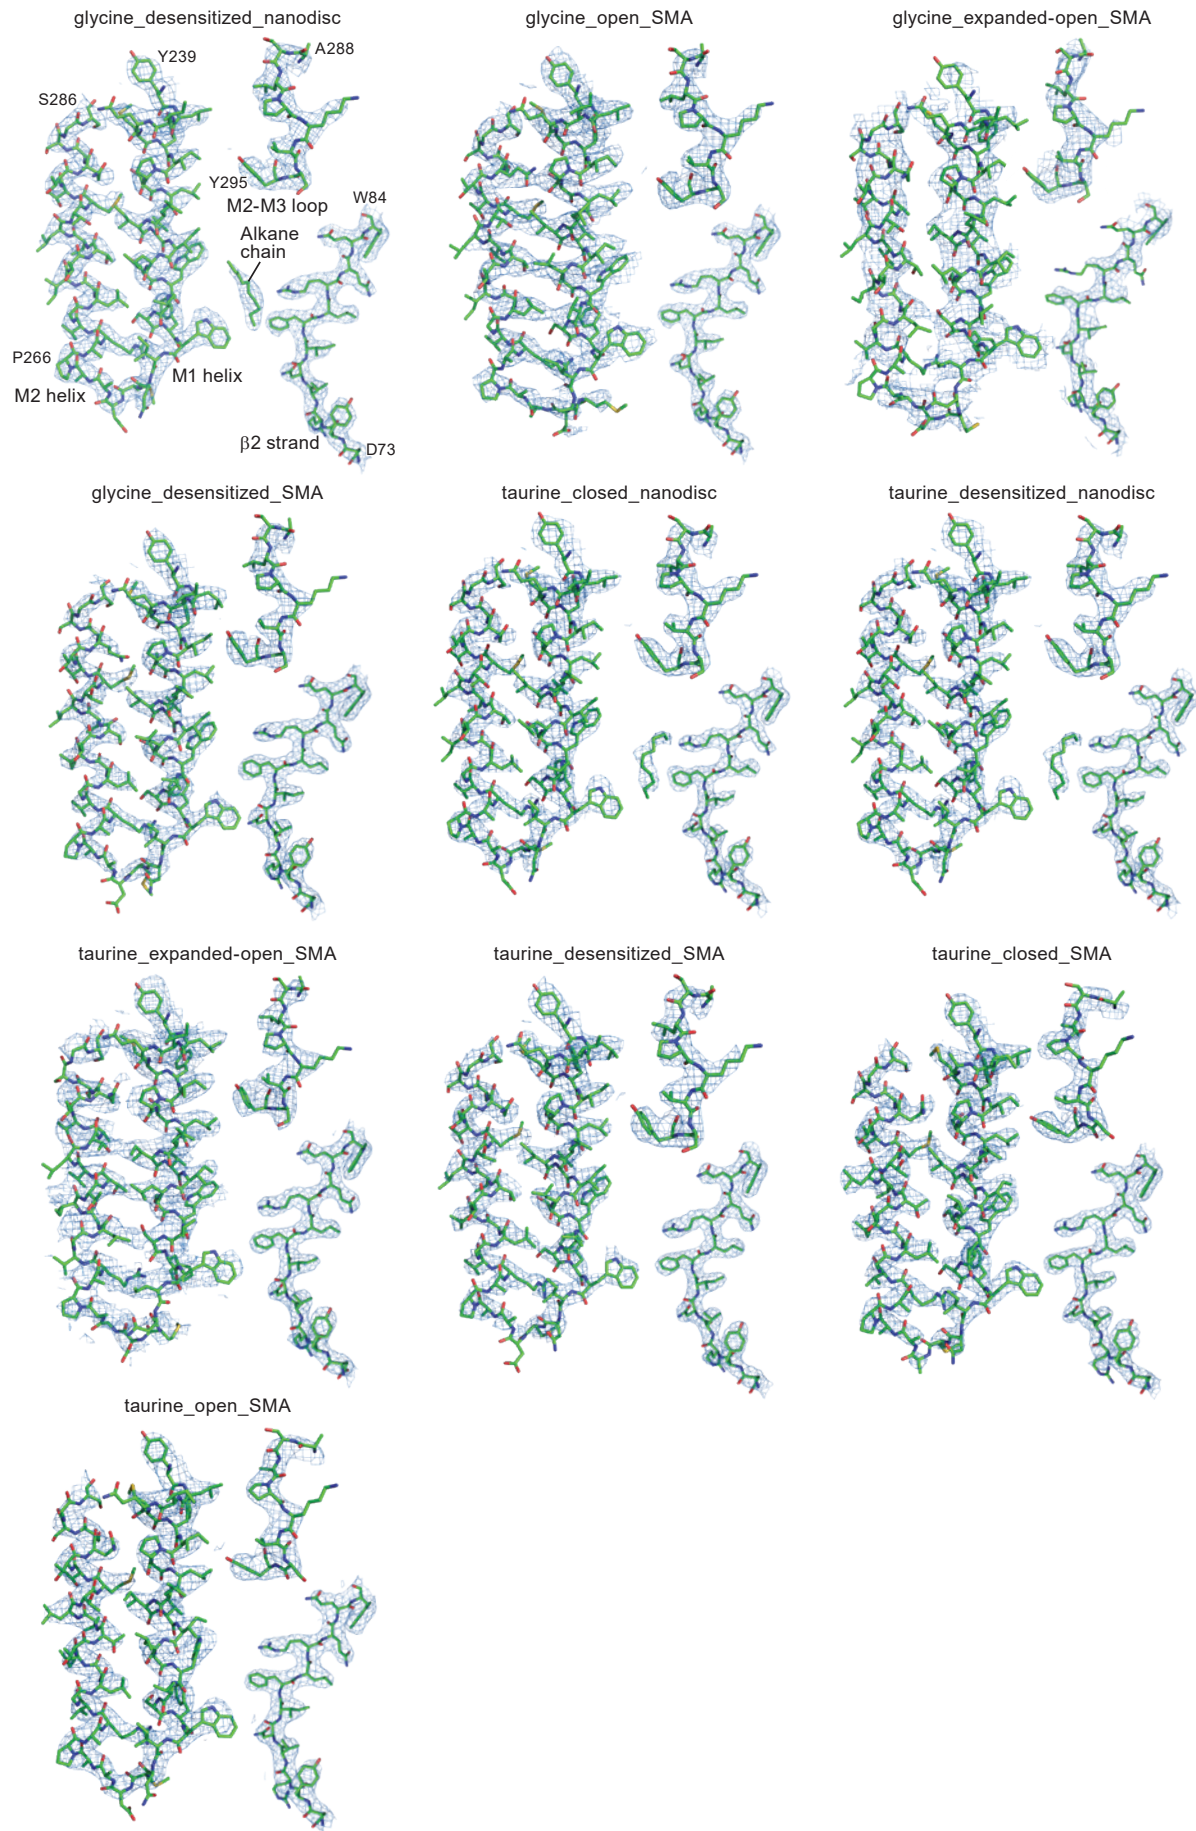 glycine_desensitized_nanodisc
glycine_open_SMA
glycine_expanded-open_SMA
Y239
A288
S286
Y295
M2-M3 loop
W84
Alkane
chain
P266
M1 helix
M2 helix
β2 strand
D73
glycine_desensitized_SMA
taurine_closed_nanodisc
taurine_desensitized_nanodisc
taurine_expanded-open_SMA
taurine_desensitized_SMA
taurine_closed_SMA
taurine_open_SMA